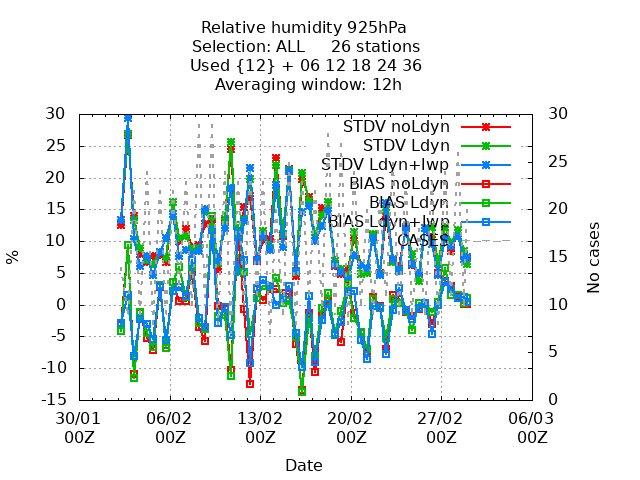 Relative humidity 925hPa
Selection: ALL     26 stations
Used {12} + 06 12 18 24 36
Averaging window: 12h
STDV noLdyn
STDV Ldyn
STDV Ldyn+lwp
BIAS noLdyn
BIAS Ldyn
BIAS Ldyn+lwp
CASES
30
25
20
15
10
5
0
-5
-10
-15
%
30
25
20
15
10
5
0
No cases
30/01 06/02 13/02 20/02 27/02 06/03
00Z 00Z 00Z 00Z 00Z 00Z
Date